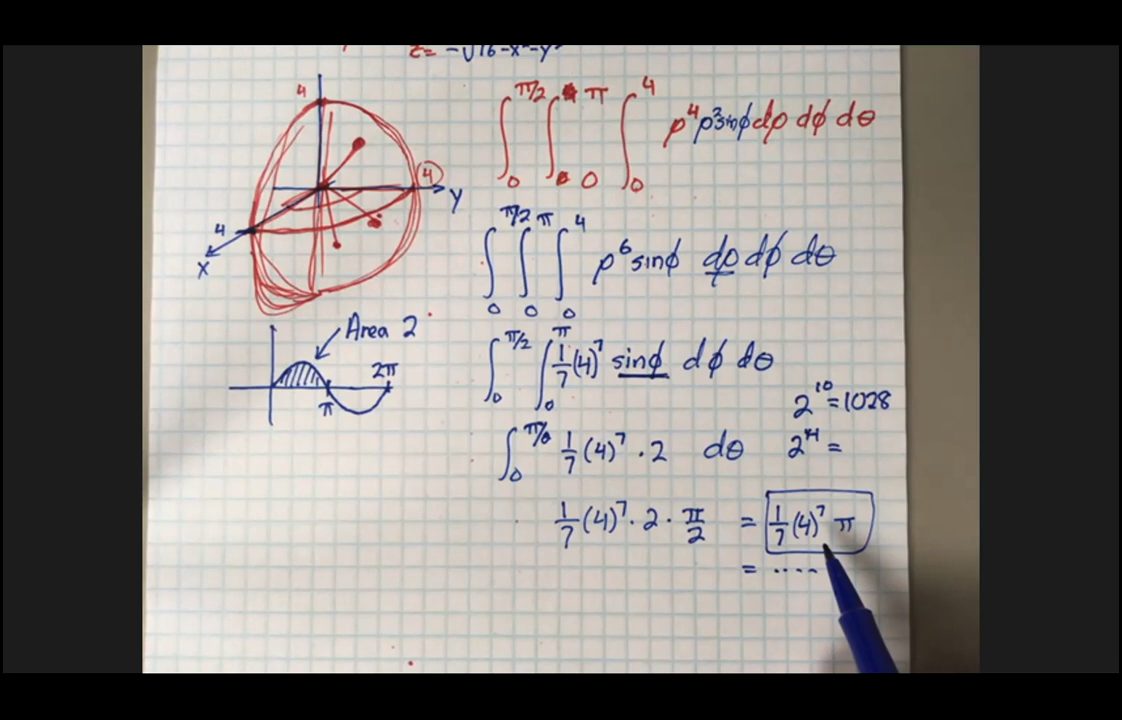 z= -√16-x²-y²
4
4
Y
4
X
Area 2
π
2π
∫₀^π/2 ∫₀^π ∫₀^4 ρ⁴ρ²sinϕ dρ dϕ dθ
∫₀^π/2 ∫₀^π ∫₀^4 ρ⁶ sinϕ dρ dϕ dθ
∫₀^π/2 ∫₀^π 1/7(4)⁷ sinϕ dϕ dθ
2¹⁰=1028
∫₀^π/2 1/7(4)⁷ · 2 dθ
2¹⁴ =
1/7(4)⁷ · 2 · π/2 = 1/7(4)⁷ π
= ....